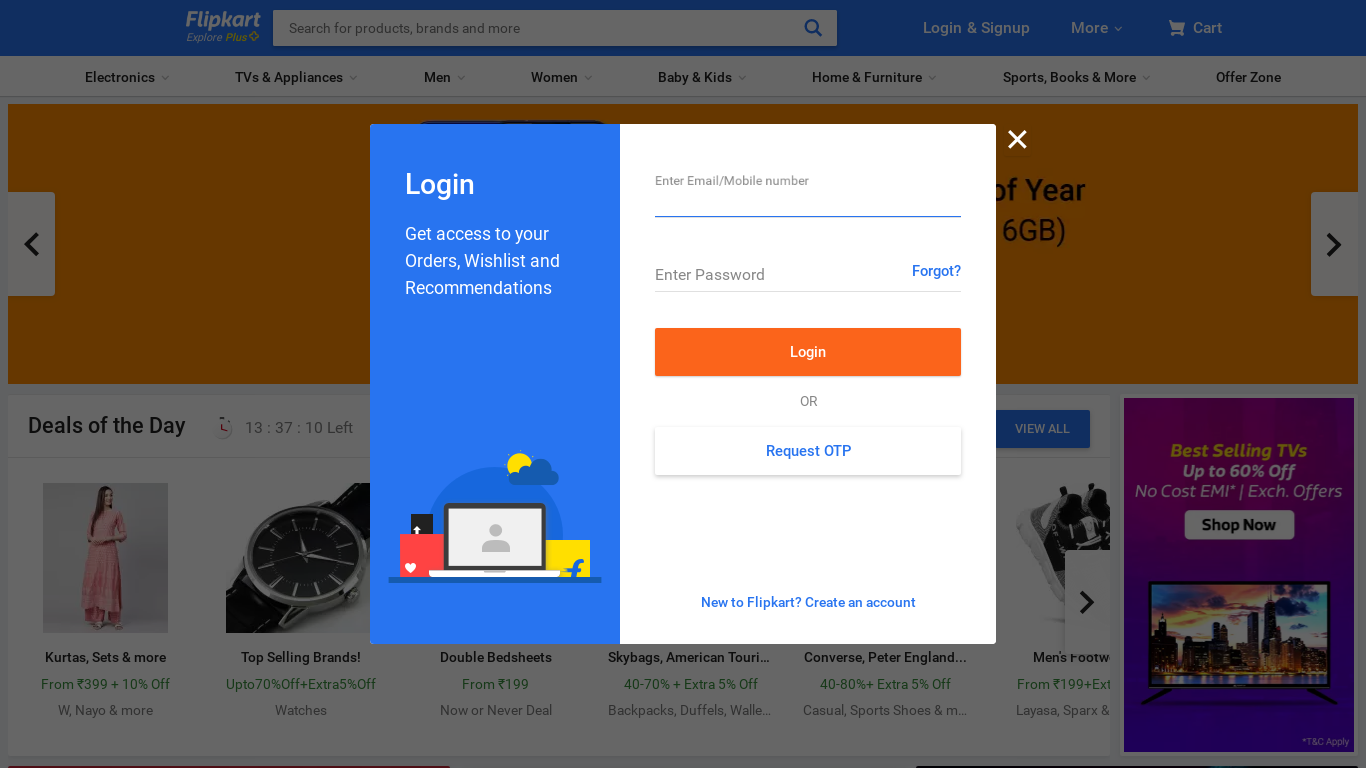 Flipkart
Explore Plus
Search for products, brands and more
Login & Signup
More
Cart
Electronics
TVs & Appliances
Men
Women
Baby & Kids
Home & Furniture
Sports, Books & More
Offer Zone
of Year
6GB)
Login
Get access to your
Orders, Wishlist and
Recommendations
Enter Email/Mobile number
Enter Password
Forgot?
Login
OR
Request OTP
New to Flipkart? Create an account
Deals of the Day
13 : 37 : 10 Left
VIEW ALL
Kurtas, Sets & more
From ₹399 + 10% Off
W, Nayo & more
Top Selling Brands!
Upto70%Off+Extra5%Off
Watches
Double Bedsheets
From ₹199
Now or Never Deal
Skybags, American Touri...
40-70% + Extra 5% Off
Backpacks, Duffels, Walle...
Converse, Peter England...
40-80%+ Extra 5% Off
Casual, Sports Shoes & m...
Men's Footw
From ₹199+Ext
Layasa, Sparx &
Best Selling TVs
Up to 60% Off
No Cost EMI* | Exch. Offers
Shop Now
*T&C Apply